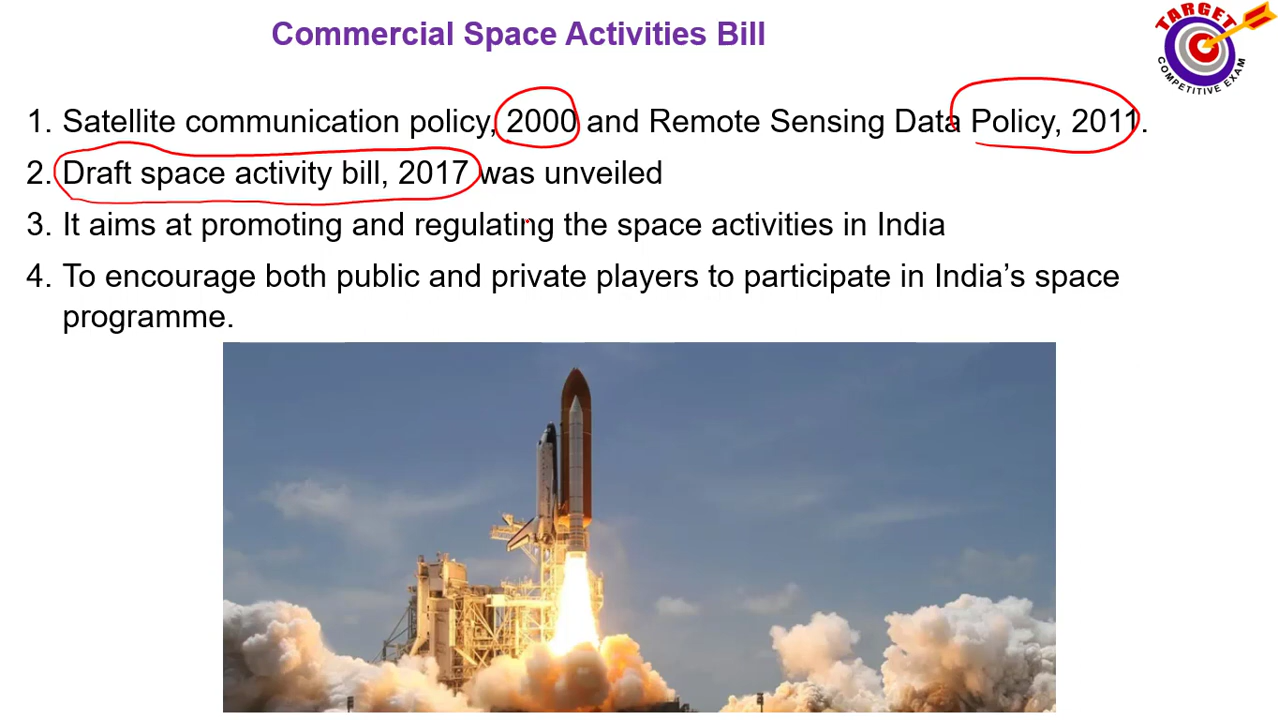 Commercial Space Activities Bill
TARGET
COMPETITIVE EXAM
1. Satellite communication policy, 2000 and Remote Sensing Data Policy, 2011.
2. Draft space activity bill, 2017 was unveiled
3. It aims at promoting and regulating the space activities in India
4. To encourage both public and private players to participate in India’s space
programme.